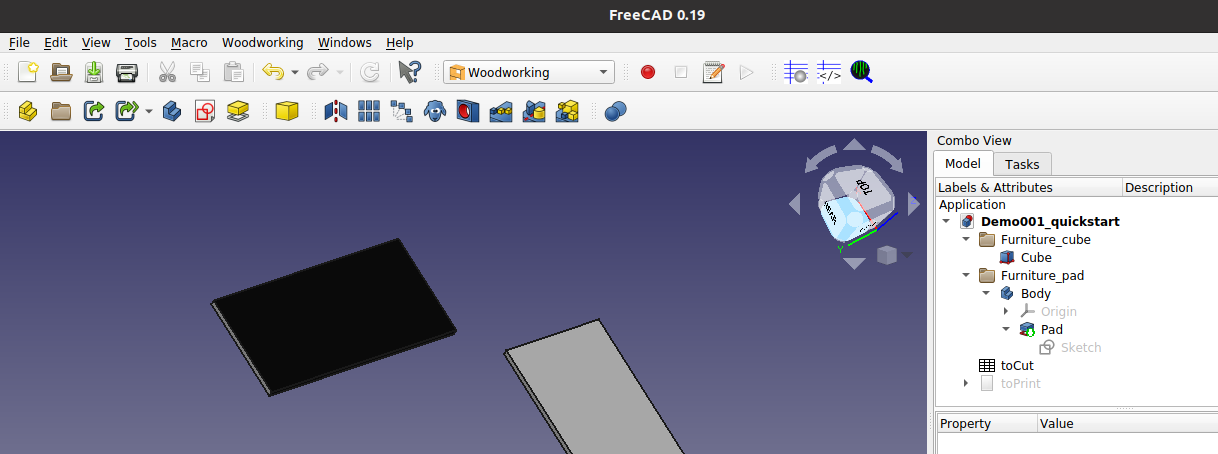 FreeCAD 0.19
File Edit View Tools Macro Woodworking Windows Help
Woodworking
Combo View
Model Tasks
Labels & Attributes Description
Application
Demo001_quickstart
Furniture_cube
Cube
Furniture_pad
Body
Origin
Pad
Sketch
toCut
toPrint
Property Value
TOP
Y